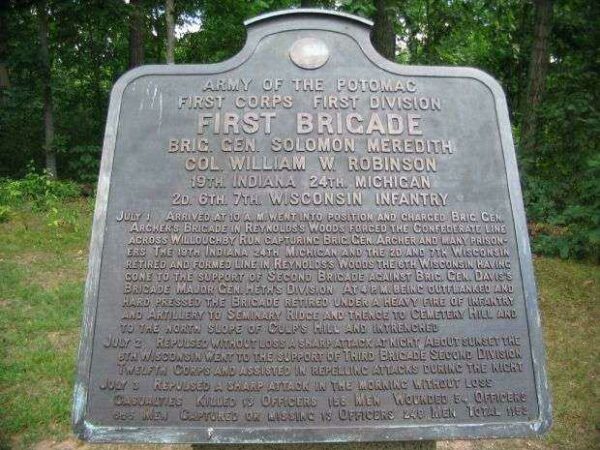 ARMY OF THE POTOMAC
FIRST CORPS FIRST DIVISION
FIRST BRIGADE
BRIG. GEN. SOLOMON MEREDITH
COL. WILLIAM W. ROBINSON
19TH. INDIANA 24TH. MICHIGAN
2D. 6TH. 7TH. WISCONSIN INFANTRY
JULY 1 ARRIVED AT 10 A.M. WENT INTO POSITION AND CHARGED BRIG. GEN.
ARCHER'S BRIGADE IN REYNOLDS'S WOODS FORCED THE CONFEDERATE LINE
ACROSS WILLOUGHBY RUN CAPTURING BRIG. GEN. ARCHER AND MANY PRISON-
ERS THE 19TH INDIANA 24TH MICHIGAN AND THE 2D AND 7TH WISCONSIN
RETIRED AND FORMED LINE IN REYNOLDS'S WOODS THE 6TH WISCONSIN HAVING
GONE TO THE SUPPORT OF SECOND BRIGADE AGAINST BRIG. GEN. DAVIS'S
BRIGADE MAJOR GEN. HETH'S DIVISION AT 4 P.M. BEING OUTFLANKED AND
HARD PRESSED THE BRIGADE RETIRED UNDER A HEAVY FIRE OF INFANTRY
AND ARTILLERY TO SEMINARY RIDGE AND THENCE TO CEMETERY HILL AND
TO THE NORTH SLOPE OF CULP'S HILL AND INTRENCHED
JULY 2 REPULSED WITHOUT LOSS A SHARP ATTACK AT NIGHT ABOUT SUNSET THE
6TH WISCONSIN WENT TO THE SUPPORT OF THIRD BRIGADE SECOND DIVISION
TWELFTH CORPS AND ASSISTED IN REPELLING ATTACKS DURING THE NIGHT
JULY 3 REPULSED A SHARP ATTACK IN THE MORNING WITHOUT LOSS
CASUALTIES KILLED 13 OFFICERS 158 MEN WOUNDED 54 OFFICERS
MEN CAPTURED OR MISSING 13 OFFICERS 249 MEN TOTAL 1153